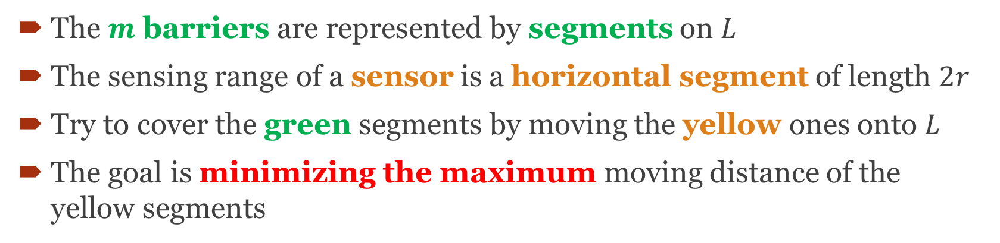 The m barriers are represented by segments on L
The sensing range of a sensor is a horizontal segment of length 2r
Try to cover the green segments by moving the yellow ones onto L
The goal is minimizing the maximum moving distance of the
yellow segments